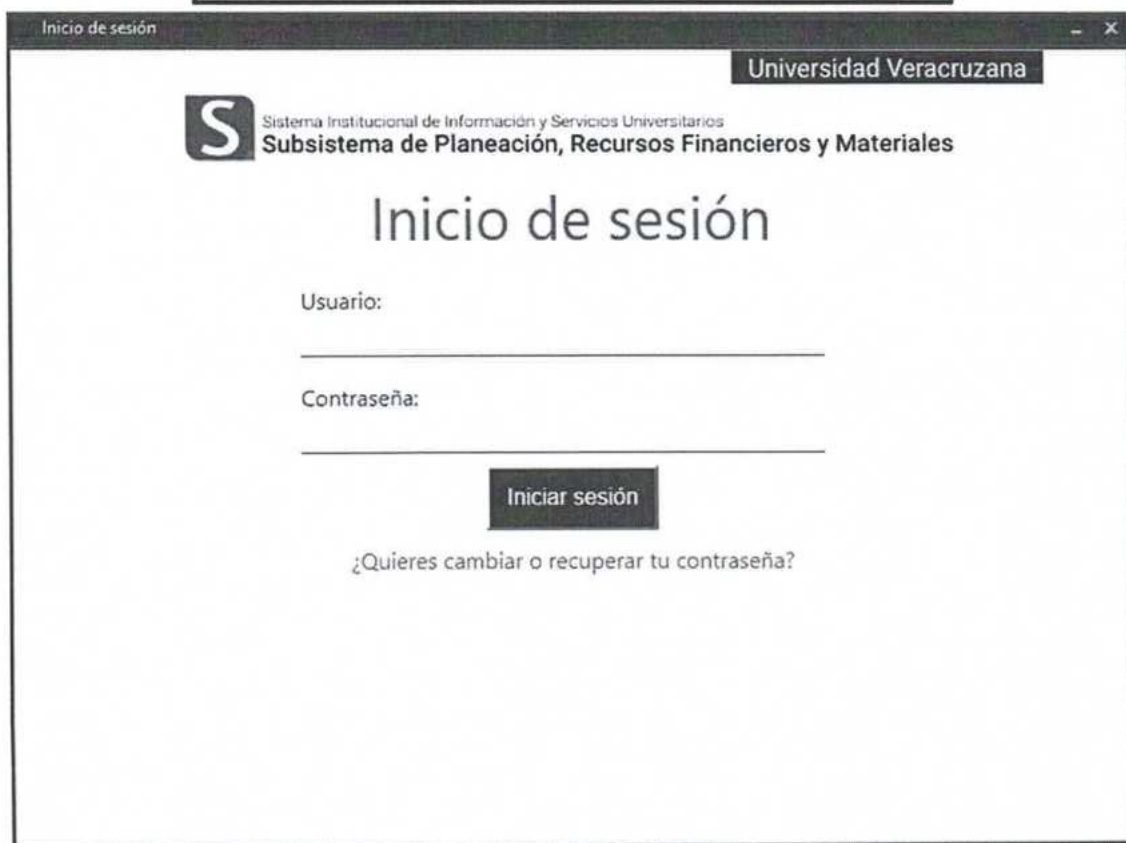 Inicio de sesión
Universidad Veracruzana
S
Sistema Institucional de Información y Servicios Universitarios
Subsistema de Planeación, Recursos Financieros y Materiales
Inicio de sesión
Usuario:
Contraseña:
Iniciar sesión
¿Quieres cambiar o recuperar tu contraseña?